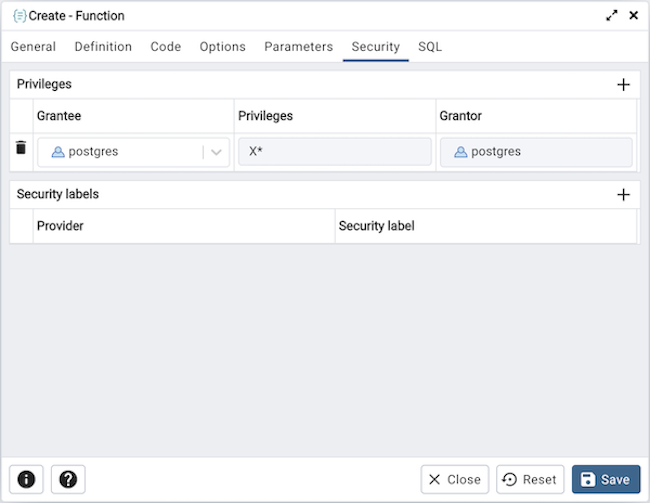 Create - Function
General Definition Code Options Parameters Security SQL
Privileges
Grantee Privileges Grantor
postgres X* postgres
Security labels
Provider Security label
Close Reset Save